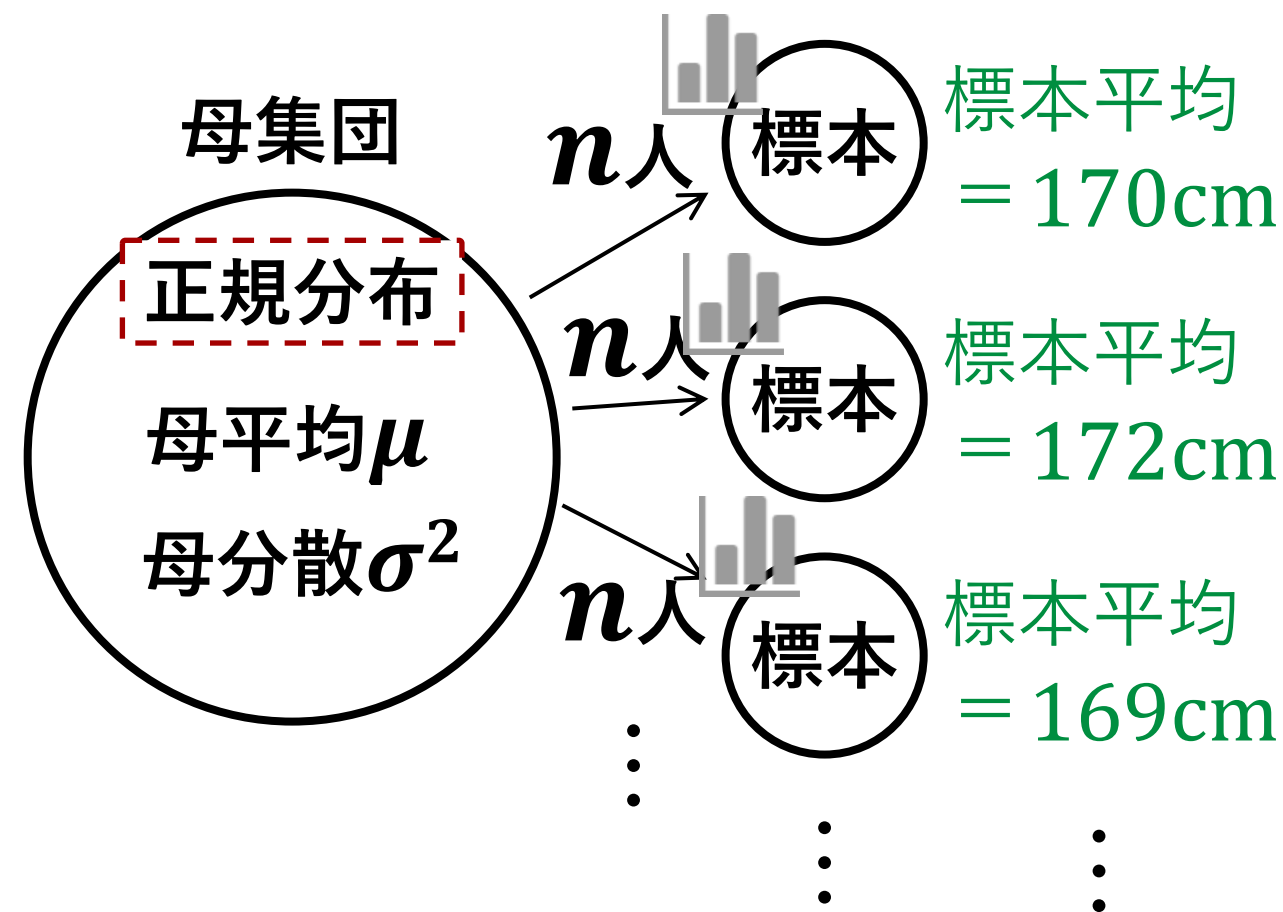 母集団
正規分布
母平均μ
母分散σ²
n人
標本
標本平均
＝170cm
n人
標本
標本平均
＝172cm
n人
標本
標本平均
＝169cm